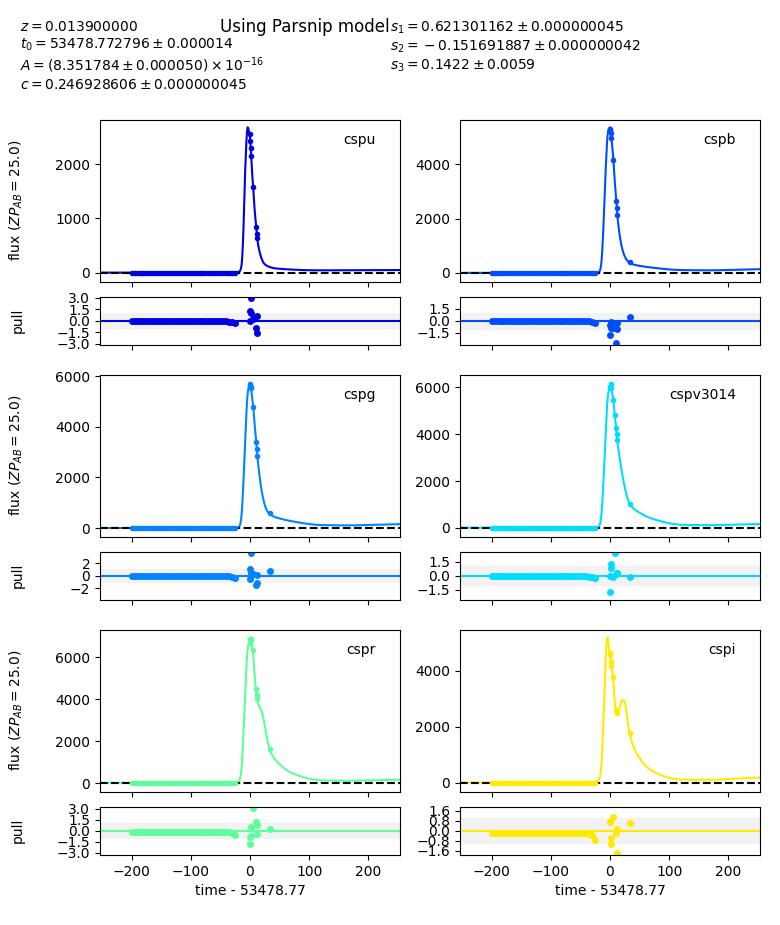 Using Parsnip model
z = 0.013900000
t₀ = 53478.772796 ± 0.000014
A = (8.351784 ± 0.000050) × 10⁻¹⁶
c = 0.246928606 ± 0.000000045
s₁ = 0.621301162 ± 0.000000045
s₂ = −0.151691887 ± 0.000000042
s₃ = 0.1422 ± 0.0059
flux (ZP_AB = 25.0)
2000
1000
0
cspu
4000
2000
0
cspb
pull
3.0
1.5
0.0
−1.5
−3.0
1.5
0.0
−1.5
flux (ZP_AB = 25.0)
6000
4000
2000
0
cspg
6000
4000
2000
0
cspv3014
pull
2
0
−2
1.5
0.0
−1.5
flux (ZP_AB = 25.0)
6000
4000
2000
0
cspr
4000
2000
0
cspi
pull
3.0
1.5
0.0
−1.5
−3.0
1.6
0.8
0.0
−0.8
−1.6
−200 −100 0 100 200
−200 −100 0 100 200
time - 53478.77
time - 53478.77